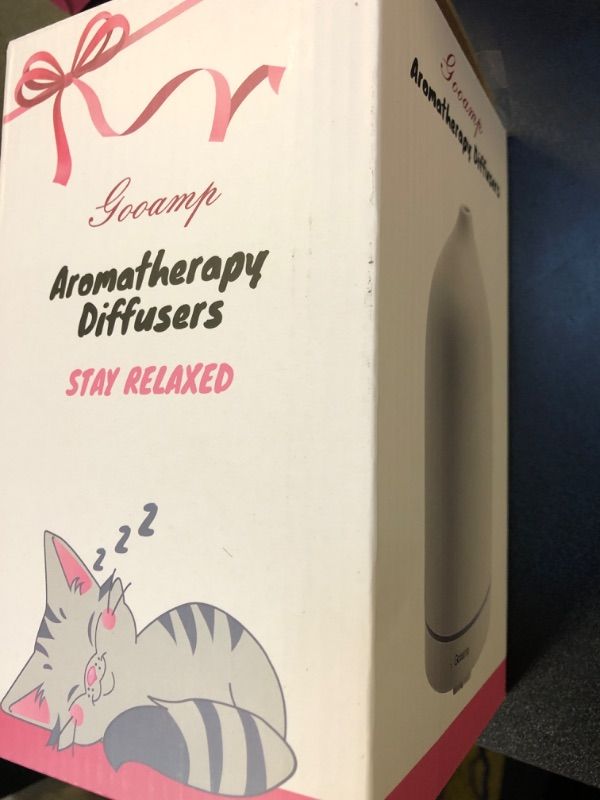 Gooamp
Aromatherapy
Diffusers
STAY RELAXED
z z z
Gooamp
Aromatherapy Diffusers